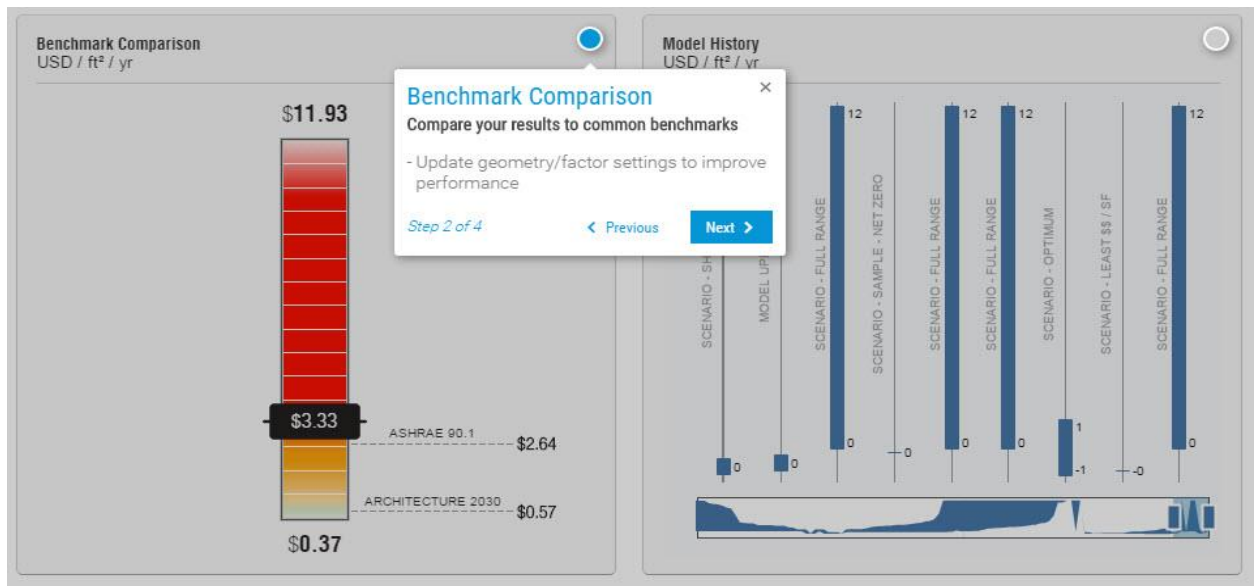 Benchmark Comparison
USD / ft² / yr
$11.93
$3.33
ASHRAE 90.1
$2.64
ARCHITECTURE 2030
$0.57
$0.37
Benchmark Comparison
×
Compare your results to common benchmarks
- Update geometry/factor settings to improve
performance
Step 2 of 4
< Previous
Next >
Model History
USD / ft² / yr
SCENARIO - SH
0
MODEL UP
0
SCENARIO - FULL RANGE
12
0
SCENARIO - SAMPLE - NET ZERO
0
SCENARIO - FULL RANGE
12
0
SCENARIO - FULL RANGE
12
0
SCENARIO - OPTIMUM
1
-1
SCENARIO - LEAST $$ / SF
-0
SCENARIO - FULL RANGE
12
0